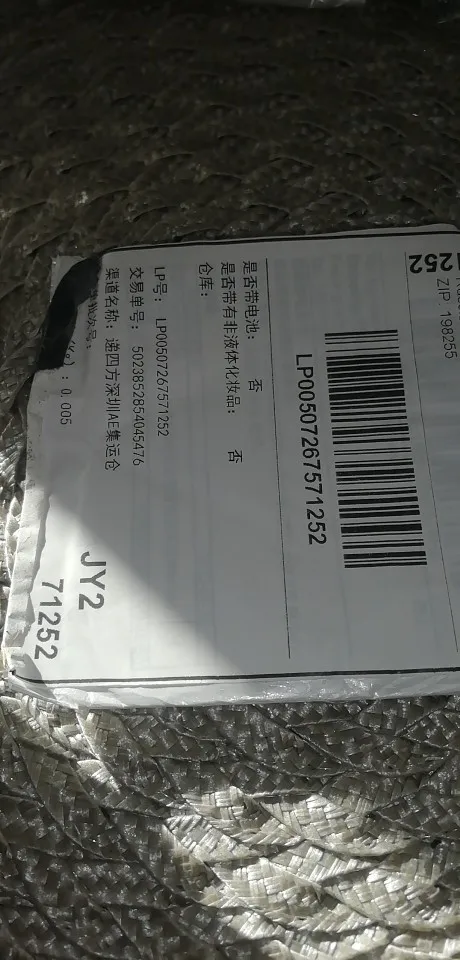 1252
ZIP: 198255
LP00507267571252
是否带电池： 否
是否带有非液体化妆品： 否
仓库：
LP号： LP00507267571252
交易单号： 5023852854045476
渠道名称： 递四方深圳AE集运仓
: 0.005
JY2
71252